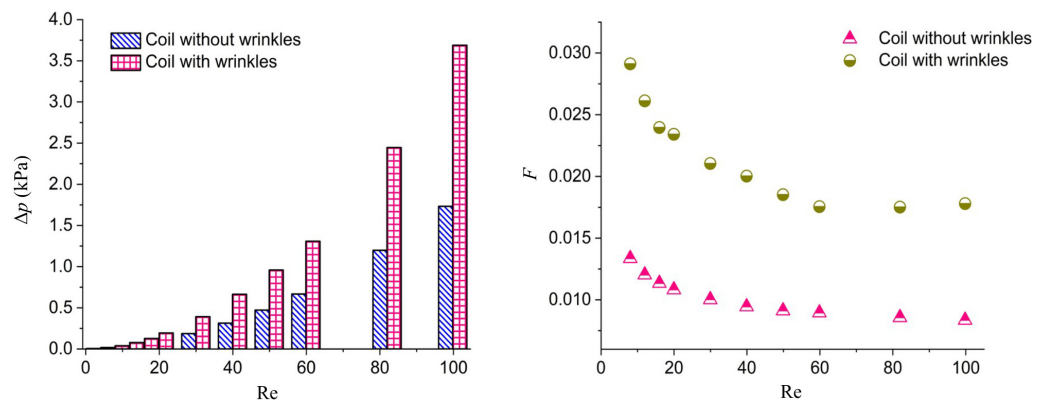 4.0
3.5
3.0
2.5
2.0
1.5
1.0
0.5
0.0
Δp (kPa)
Coil without wrinkles
Coil with wrinkles
0 20 40 60 80 100
Re
0.030
0.025
0.020
0.015
0.010
F
Coil without wrinkles
Coil with wrinkles
0 20 40 60 80 100
Re